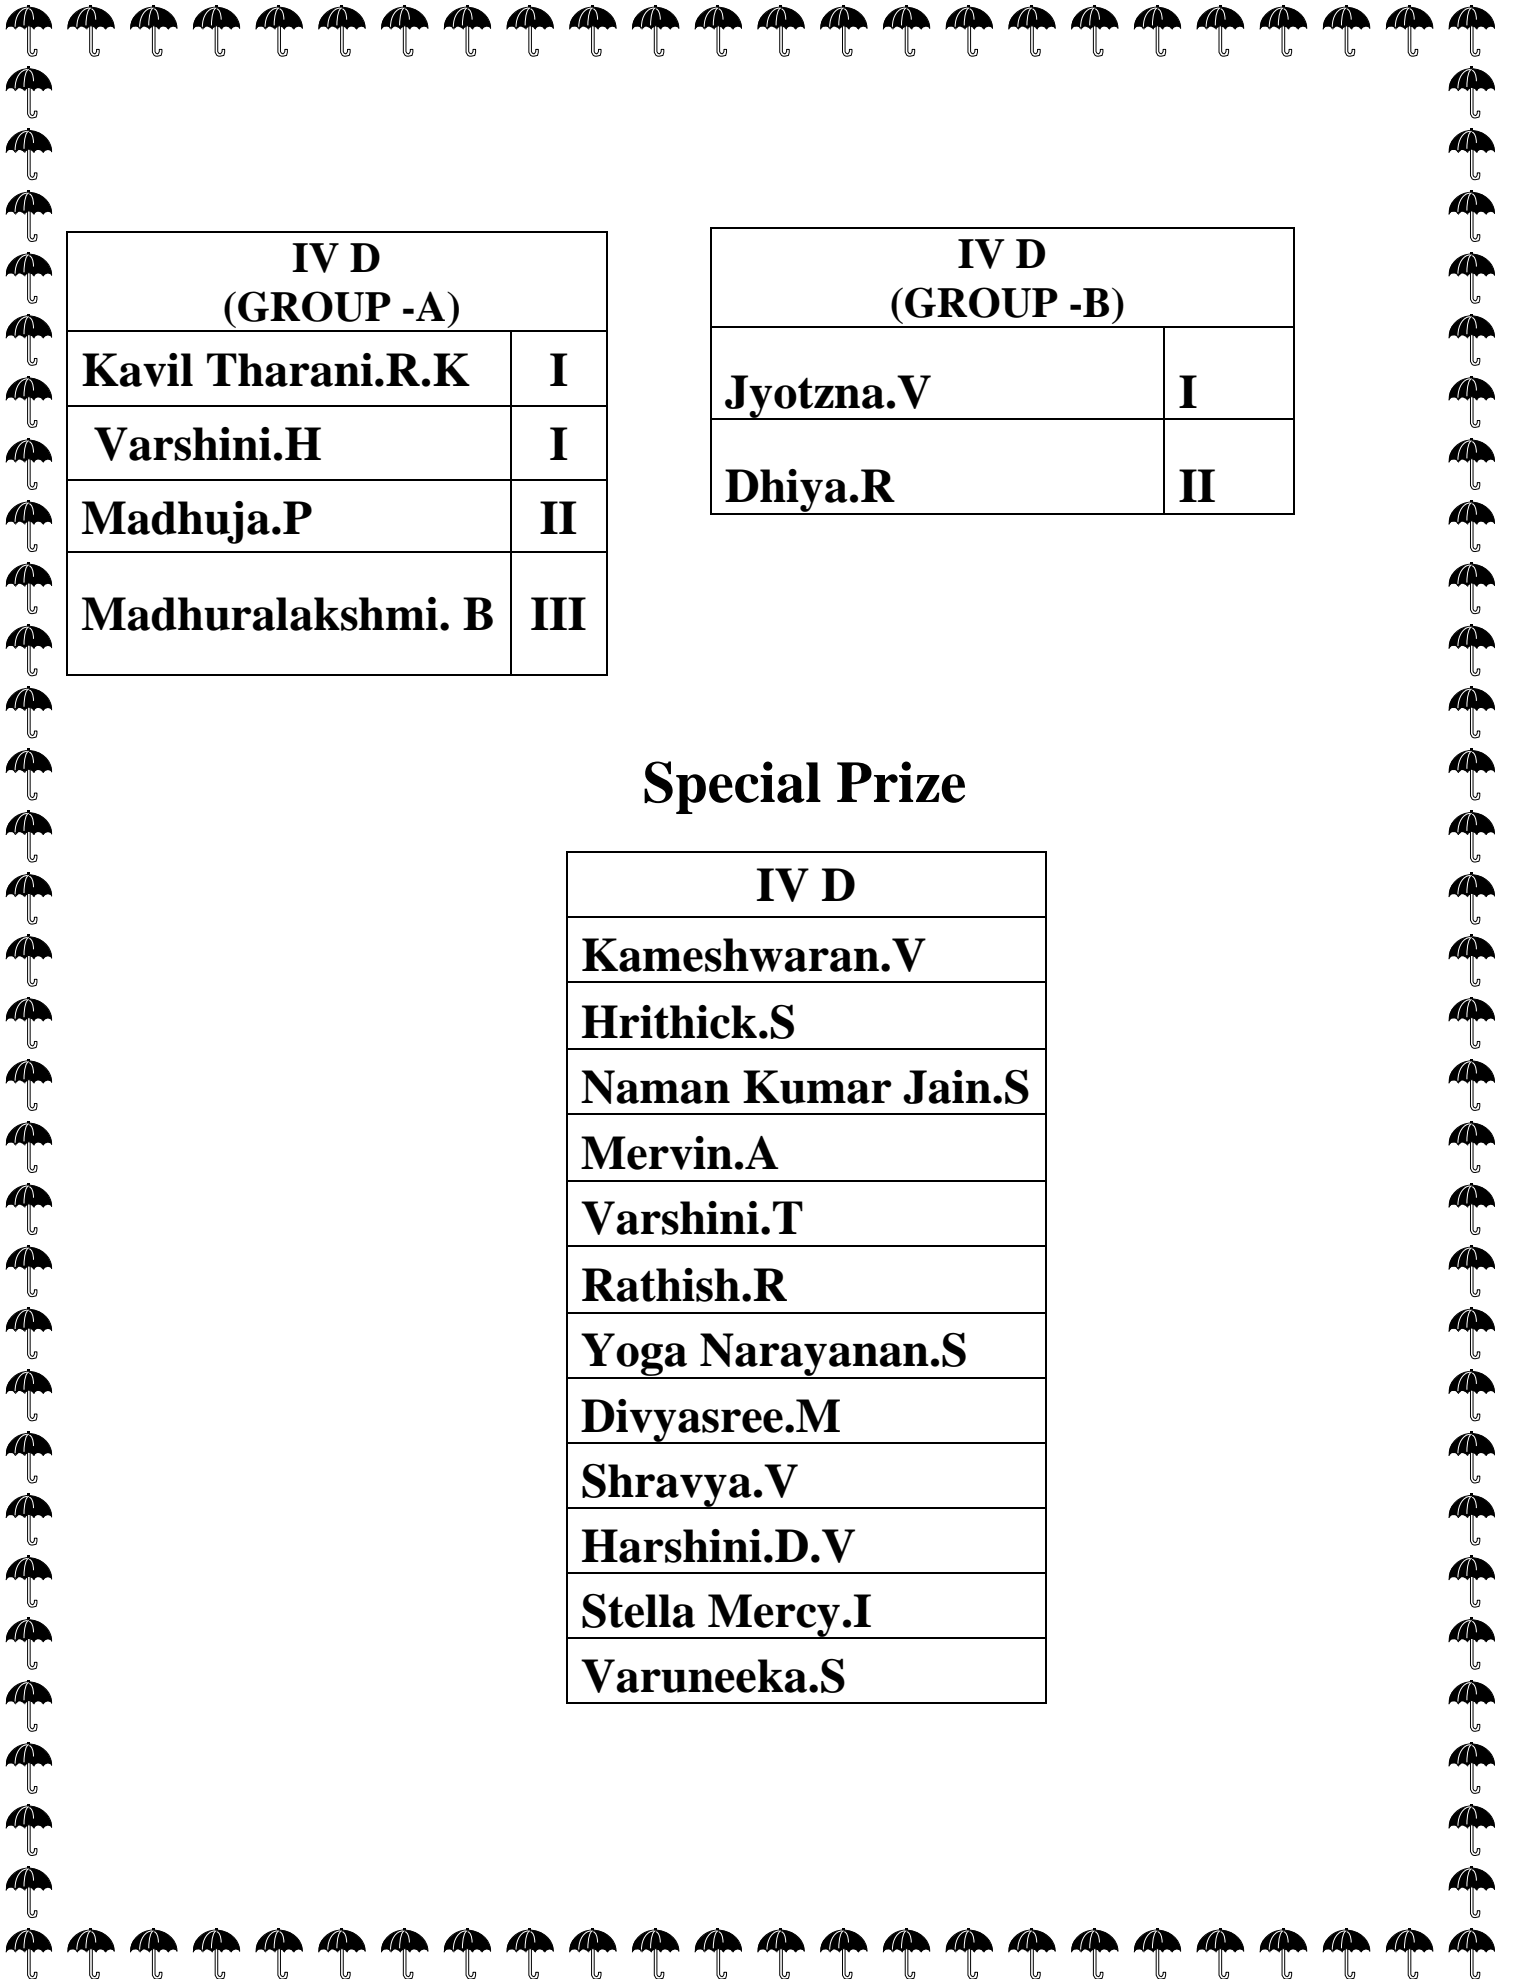 IV D
(GROUP -A)
Kavil Tharani.R.K I
Varshini.H I
Madhuja.P II
Madhuralakshmi. B III
IV D
(GROUP -B)
Jyotzna.V I
Dhiya.R II
Special Prize
IV D
Kameshwaran.V
Hrithick.S
Naman Kumar Jain.S
Mervin.A
Varshini.T
Rathish.R
Yoga Narayanan.S
Divyasree.M
Shravya.V
Harshini.D.V
Stella Mercy.I
Varuneeka.S